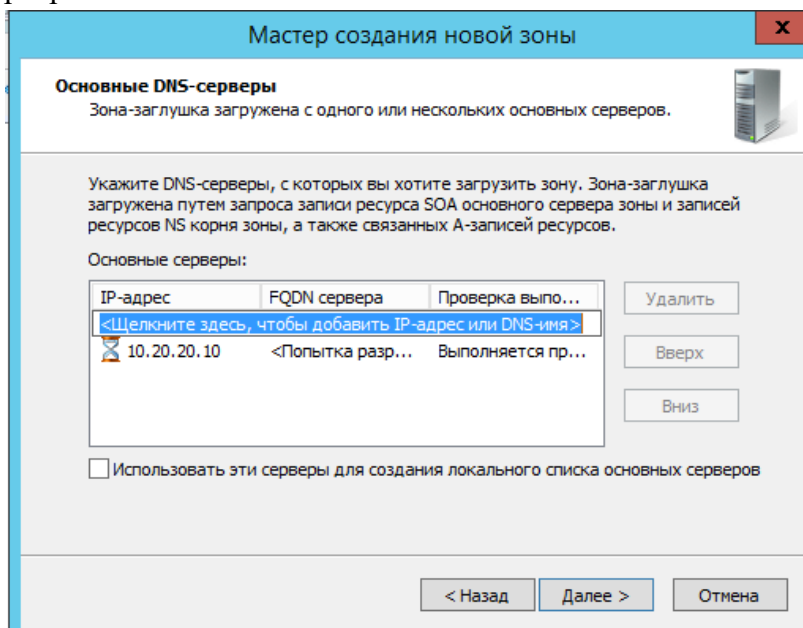 Мастер создания новой зоны
x
Основные DNS-серверы
Зона-заглушка загружена с одного или нескольких основных серверов.
Укажите DNS-серверы, с которых вы хотите загрузить зону. Зона-заглушка
загружена путем запроса записи ресурса SOA основного сервера зоны и записей
ресурсов NS корня зоны, а также связанных A-записей ресурсов.
Основные серверы:
IP-адрес FQDN сервера Проверка выпо...
Удалить
<Щелкните здесь, чтобы добавить IP-адрес или DNS-имя>
10.20.20.10 <Попытка разр... Выполняется пр...
Вверх
Вниз
Использовать эти серверы для создания локального списка основных серверов
< Назад Далее > Отмена